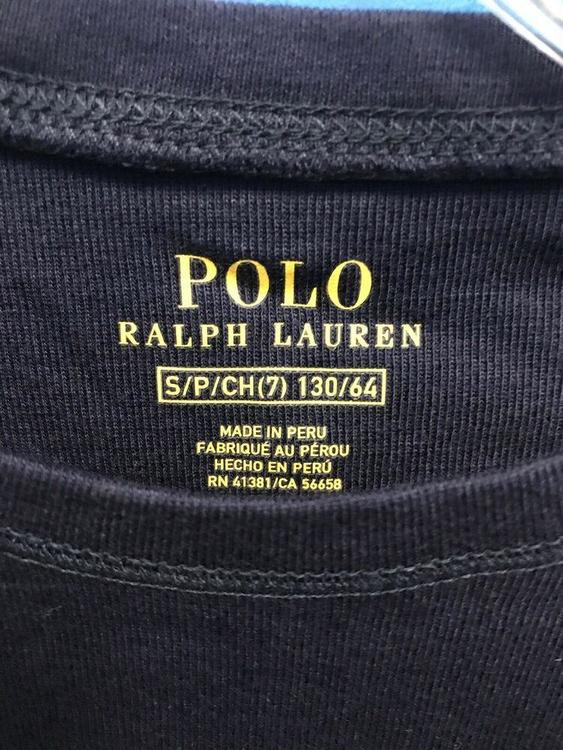 POLO
RALPH LAUREN
S/P/CH(7) 130/64
MADE IN PERU
FABRIQUÉ AU PÉROU
HECHO EN PERÚ
RN 41381/CA 56658